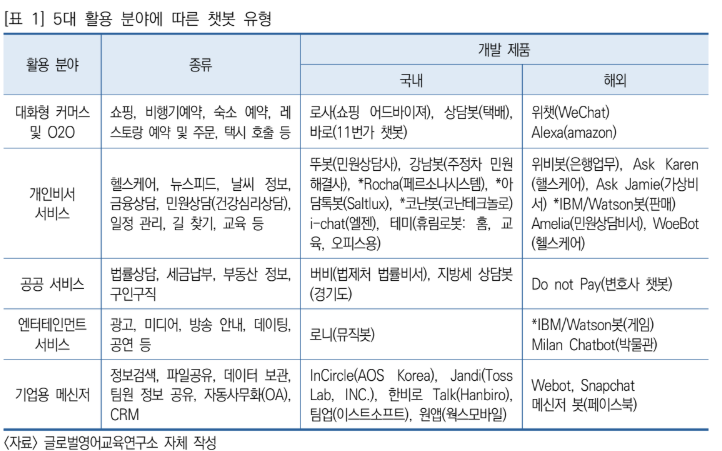 [표 1] 5대 활용 분야에 따른 챗봇 유형
활용 분야
종류
개발 제품
국내
해외
대화형 커머스
및 O2O
쇼핑, 비행기예약, 숙소 예약, 레
스토랑 예약 및 주문, 택시 호출 등
로사(쇼핑 어드바이져), 상담봇(택배),
바로(11번가 챗봇)
위챗(WeChat)
Alexa(amazon)
개인비서
서비스
헬스케어, 뉴스피드, 날씨 정보,
금융상담, 민원상담(건강심리상담),
일정 관리, 길 찾기, 교육 등
뚜봇(민원상담사), 강남봇(주정차 민원
해결사), *Rocha(페르소나시스템), *아
담톡봇(Saltlux), *코난봇(코난테크놀로)
i-chat(엘젠), 테미(휴림로봇: 홈, 교
육, 오피스용)
위비봇(은행업무), Ask Karen
(핼스케어), Ask Jamie(가상비
서) *IBM/Watson봇(판매)
Amelia(민원상담비서), WoeBot
(헬스케어)
공공 서비스
법률상담, 세금납부, 부동산 정보,
구인구직
버비(법제처 법률비서), 지방세 상담봇
(경기도)
Do not Pay(변호사 챗봇)
엔터테인먼트
서비스
광고, 미디어, 방송 안내, 데이팅,
공연 등
로니(뮤직봇)
*IBM/Watson봇(게임)
Milan Chatbot(박물관)
기업용 메신저
정보검색, 파일공유, 데이터 보관,
팀원 정보 공유, 자동사무화(OA),
CRM
InCircle(AOS Korea), Jandi(Toss
Lab, INC.), 한비로 Talk(Hanbiro),
팀업(이스트소프트), 원앱(웍스모바일)
Webot, Snapchat
메신저 봇(페이스북)
〈자료〉 글로벌영어교육연구소 자체 작성